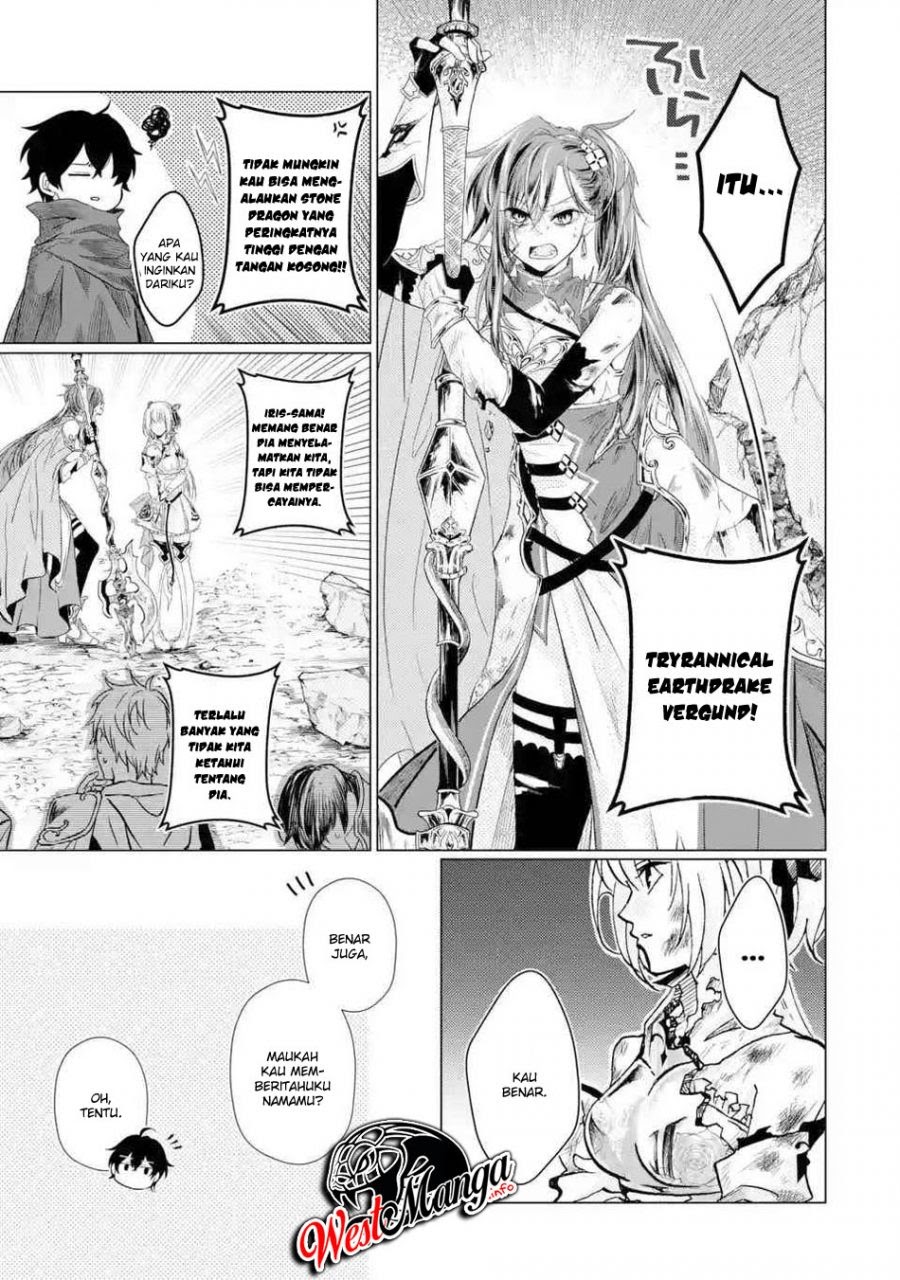 ITU...
ふらっ
TRYRANNICAL
EARTHDRAKE
VERGUND!
TIDAK MUNGKIN
KAU BISA MENG-
ALAHKAN STONE
DRAGON YANG
PERINGKATNYA
TINGGI DENGAN
TANGAN KOSONG!!
APA
YANG KAU
INGINKAN
DARIKU?
IRIS-SAMA!
MEMANG BENAR
DIA MENYELA-
MATKAN KITA,
TAPI KITA TIDAK
BISA MEMPER-
CAYAINYA.
TERLALU
BANYAK YANG
TIDAK KITA
KETAHUI
TENTANG
DIA.
...
KAU
BENAR.
BENAR
JUGA,
MAUKAH
KAU MEM-
BERITAHUKU
NAMAMU?
OH,
TENTU.
WestManga
.info